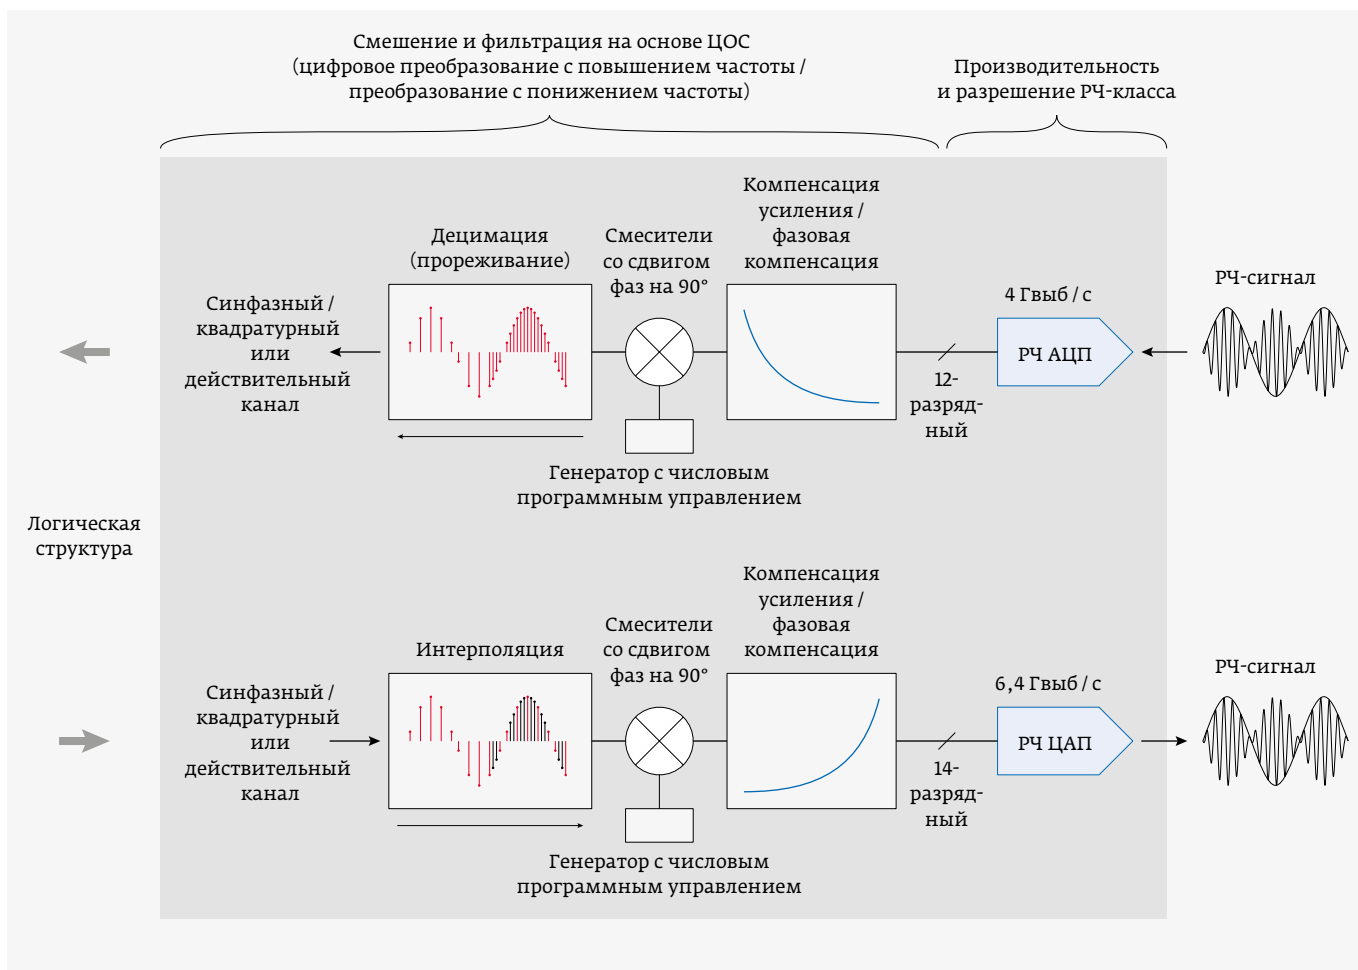 Смешение и фильтрация на основе ЦОС
(цифровое преобразование с повышением частоты /
преобразование с понижением частоты)
Производительность
и разрешение РЧ-класса
Компенсация
усиления /
фазовая
компенсация
Децимация
(прореживание)
Смесители
со сдвигом
фаз на 90°
Синфазный /
квадратурный
или
действительный
канал
4 Гвыб / с
РЧ АЦП
РЧ-сигнал
12-
разряд-
ный
Генератор с числовым
программным управлением
Логическая
структура
Компенсация
усиления /
фазовая
компенсация
Интерполяция
Смесители
со сдвигом
фаз на 90°
Синфазный /
квадратурный
или
действительный
канал
6,4 Гвыб / с
РЧ ЦАП
РЧ-сигнал
14-
разряд-
ный
Генератор с числовым
программным управлением